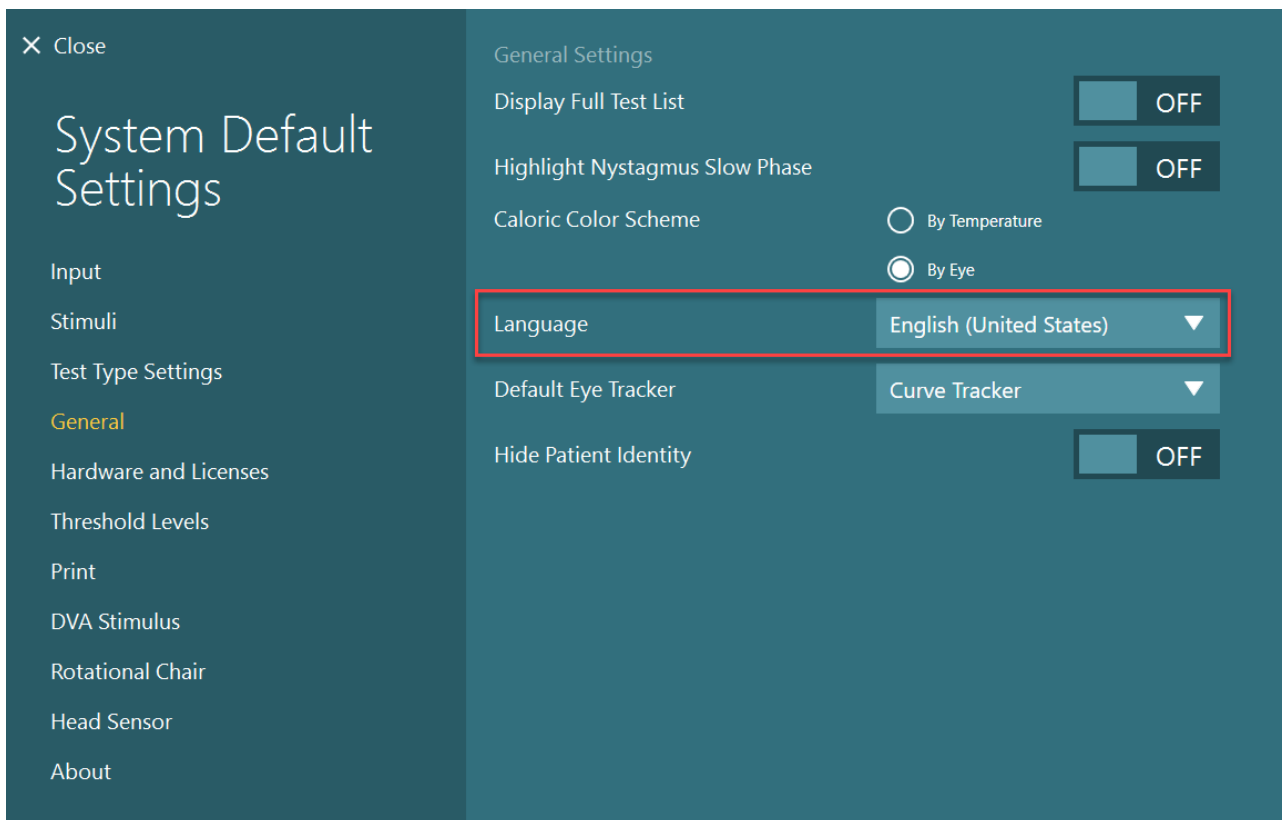 Close
System Default
Settings
Input
Stimuli
Test Type Settings
General
Hardware and Licenses
Threshold Levels
Print
DVA Stimulus
Rotational Chair
Head Sensor
About
General Settings
Display Full Test List OFF
Highlight Nystagmus Slow Phase OFF
Caloric Color Scheme By Temperature
By Eye
Language English (United States)
Default Eye Tracker Curve Tracker
Hide Patient Identity OFF